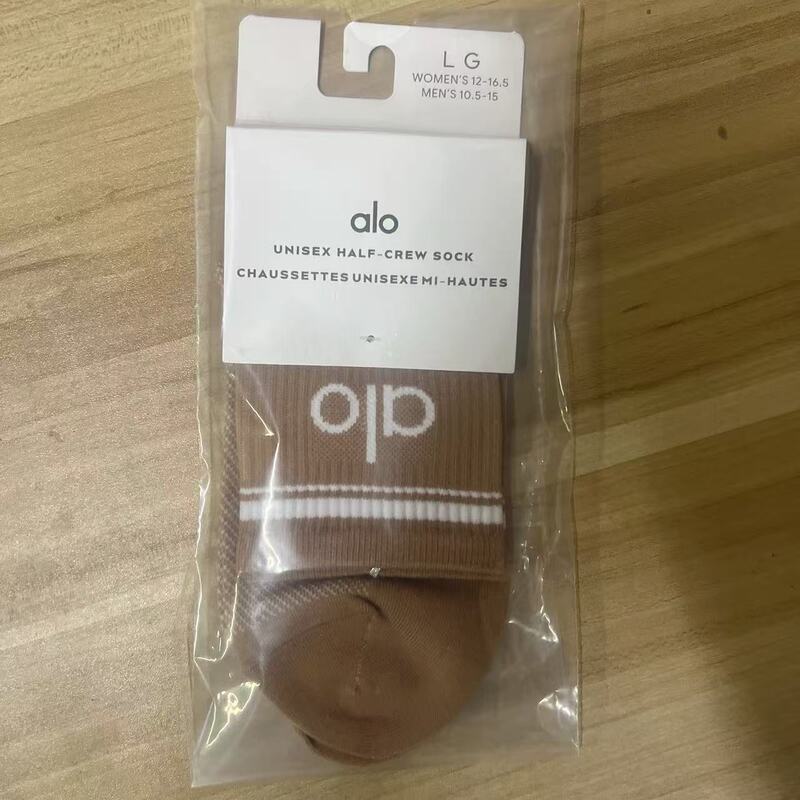 L G
WOMEN'S 12-16.5
MEN'S 10.5-15
alo
UNISEX HALF-CREW SOCK
CHAUSSETTES UNISEXE MI-HAUTES
alo